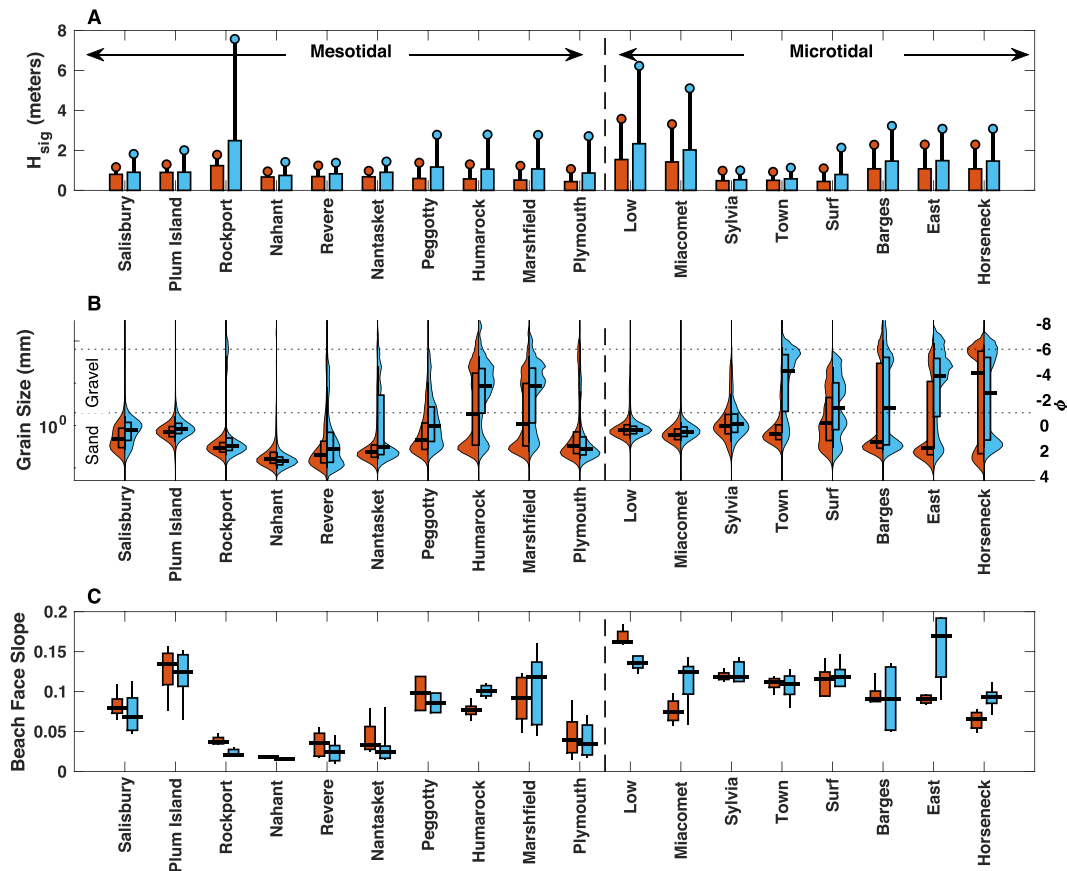 A
H_sig (meters)
8
6
4
2
0
Mesotidal
Microtidal
Salisbury
Plum Island
Rockport
Nahant
Revere
Nantasket
Peggotty
Humarock
Marshfield
Plymouth
Low
Miacomet
Sylvia
Town
Surf
Barges
East
Horseneck
B
Grain Size (mm)
10^0
Sand
Gravel
-8
-6
-4
-2
0
2
4
ϕ
Salisbury
Plum Island
Rockport
Nahant
Revere
Nantasket
Peggotty
Humarock
Marshfield
Plymouth
Low
Miacomet
Sylvia
Town
Surf
Barges
East
Horseneck
C
Beach Face Slope
0.2
0.15
0.1
0.05
0
Salisbury
Plum Island
Rockport
Nahant
Revere
Nantasket
Peggotty
Humarock
Marshfield
Plymouth
Low
Miacomet
Sylvia
Town
Surf
Barges
East
Horseneck